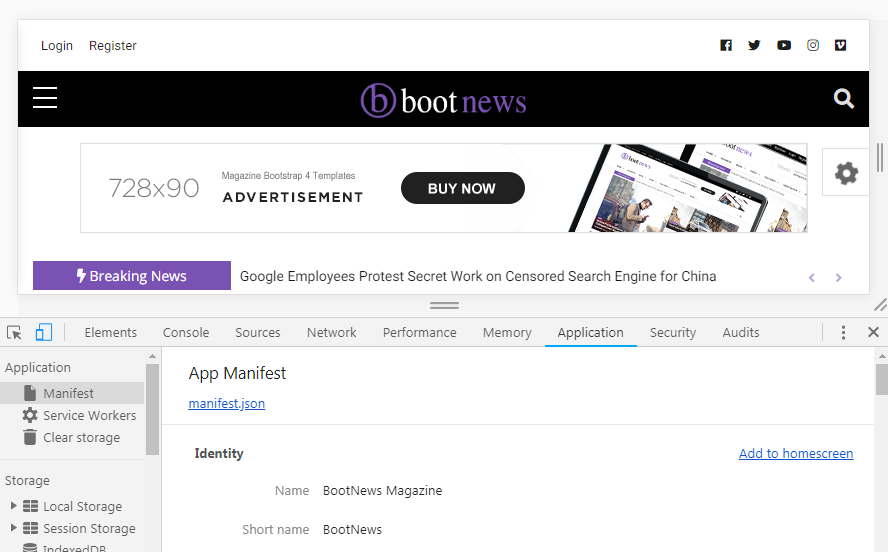 Login Register
b boot news
728x90
Magazine Bootstrap 4 Templates
ADVERTISEMENT
BUY NOW
Breaking News Google Employees Protest Secret Work on Censored Search Engine for China
Elements Console Sources Network Performance Memory Application Security Audits
Application
Manifest
Service Workers
Clear storage
Storage
Local Storage
Session Storage
IndexedDB
App Manifest
manifest.json
Identity Add to homescreen
Name BootNews Magazine
Short name BootNews